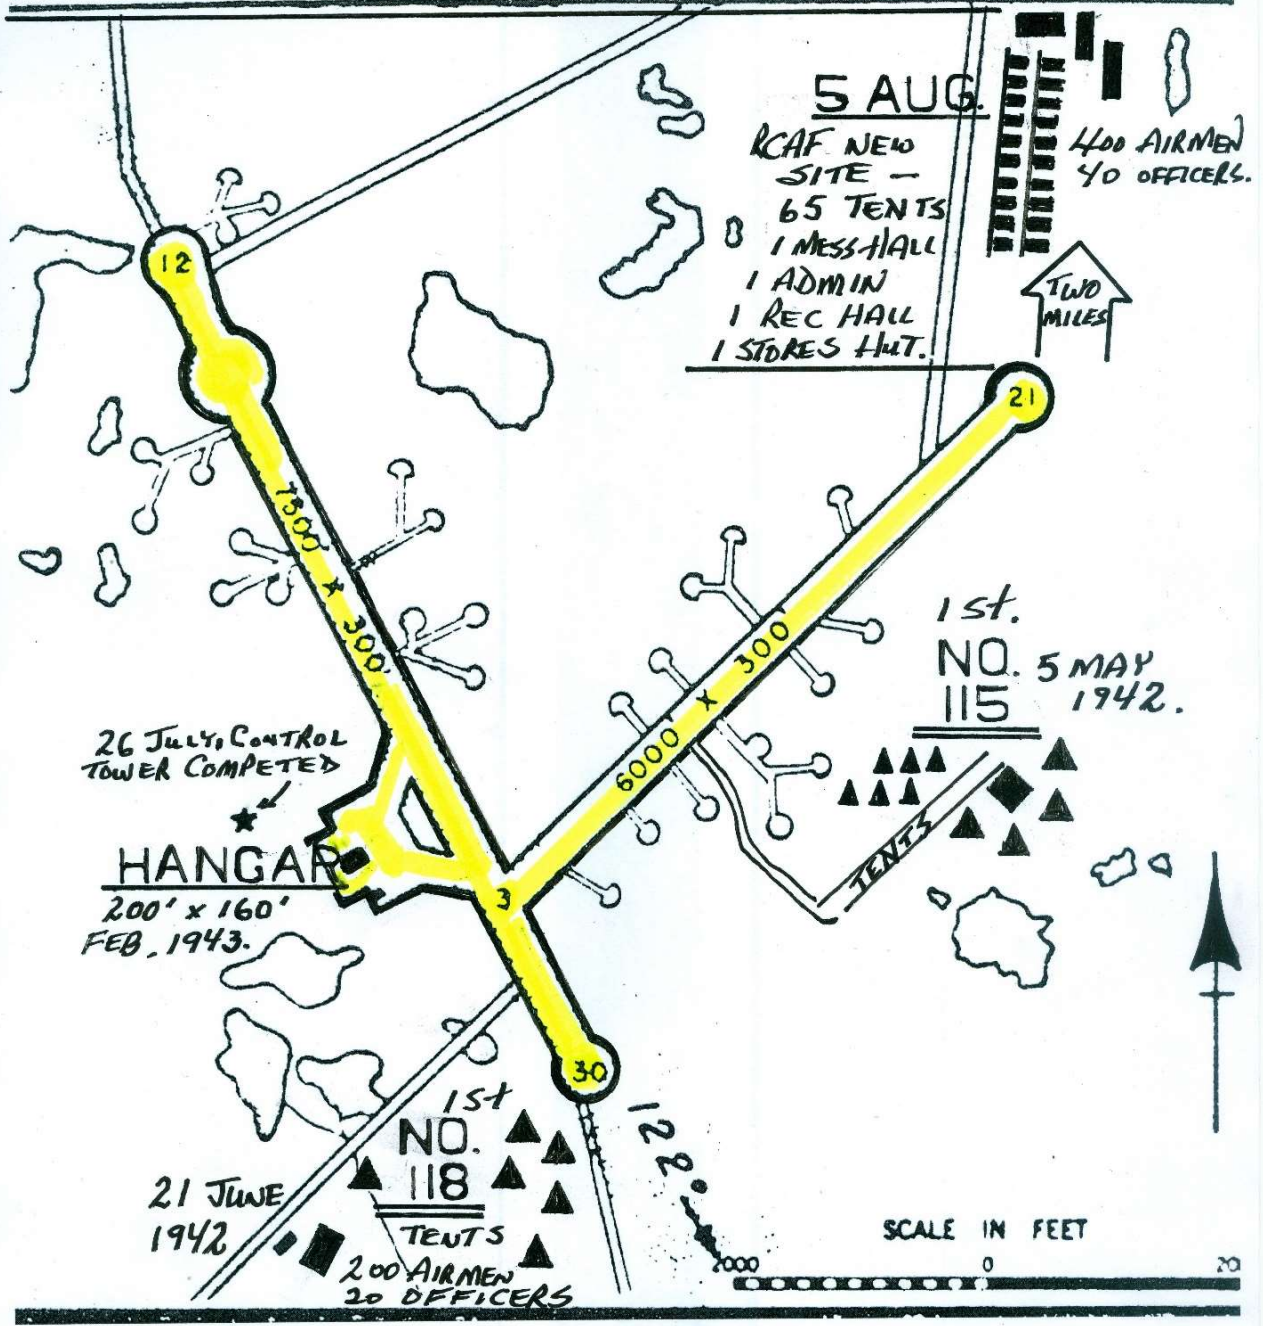 5 AUG.
RCAF NEW
SITE —
65 TENTS
1 MESS HALL
1 ADMIN
1 REC HALL
1 STORES HUT.
400 AIRMEN
40 OFFICERS.
TWO
MILES
12
21
7500' x 300'
6000 x 300'
1st.
NO.
115
5 MAY
1942.
TENTS
26 JULY, CONTROL
TOWER COMPETED
HANGAR
200' x 160'
FEB. 1943.
3
30
122°
1st
NO.
118
TENTS
21 JUNE
1942
200 AIRMEN
20 OFFICERS
SCALE IN FEET
2000 0 20